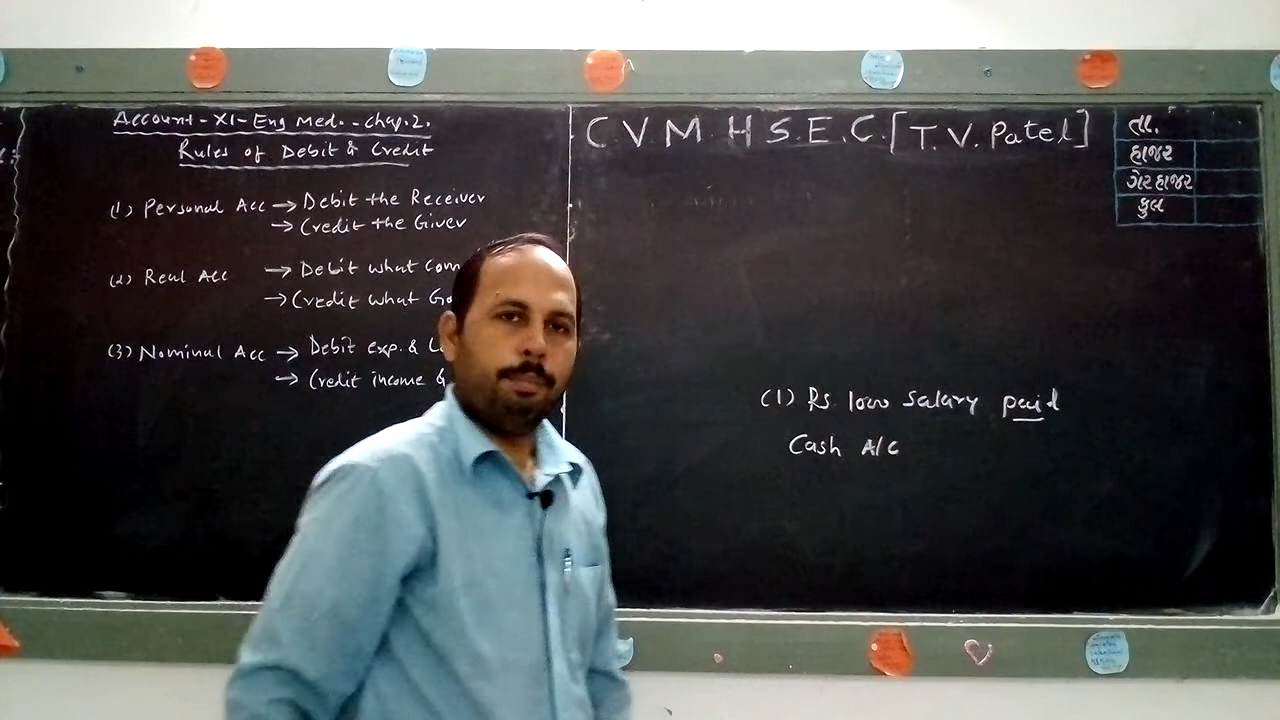 Account - XI - Eng Med. - Chap. 2.
Rules of Debit & Credit
(1) Personal Acc → Debit the Receiver
→ Credit the Giver
(2) Real Acc → Debit what Com
→ Credit what Go
(3) Nominal Acc → Debit exp. & L
→ Credit income &
C V M H S. E. C. [T. V. Patel]
તા.
હાજર
ગેરહાજર
કુલ
(1) Rs 1000 Salary paid
Cash A/C